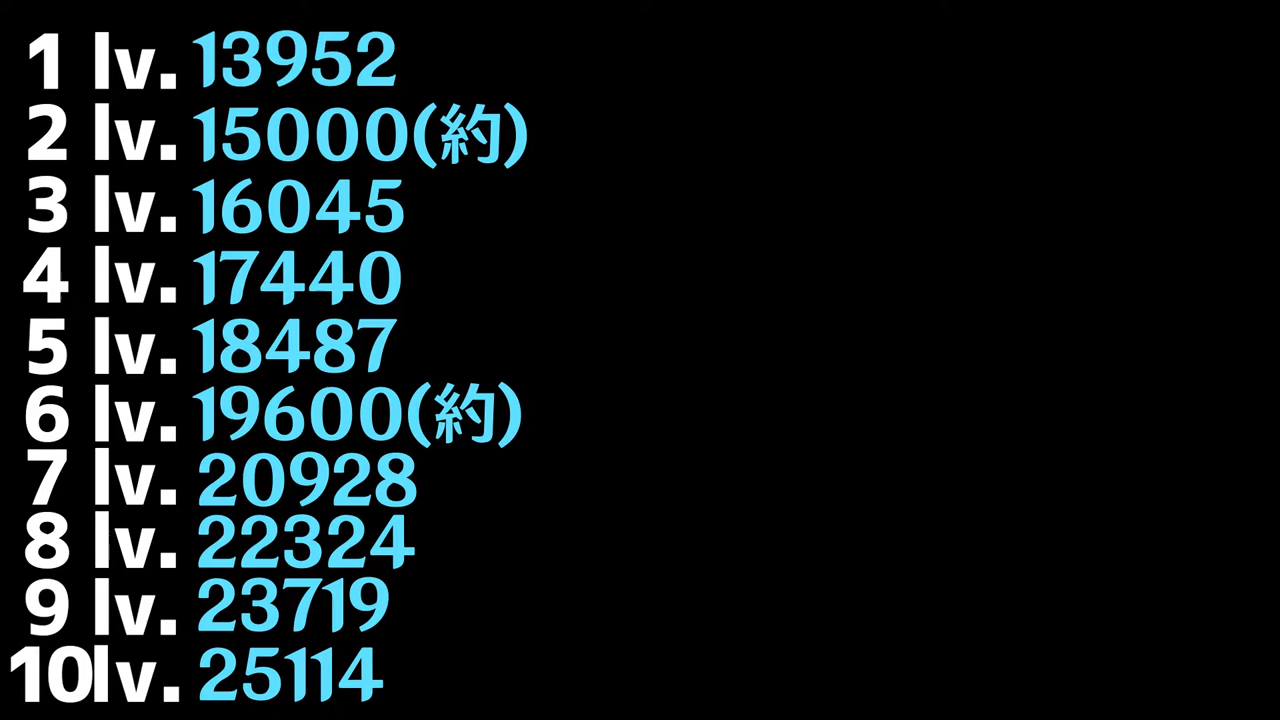 1 lv. 13952
2 lv. 15000(約)
3 lv. 16045
4 lv. 17440
5 lv. 18487
6 lv. 19600(約)
7 lv. 20928
8 lv. 22324
9 lv. 23719
10lv. 25114